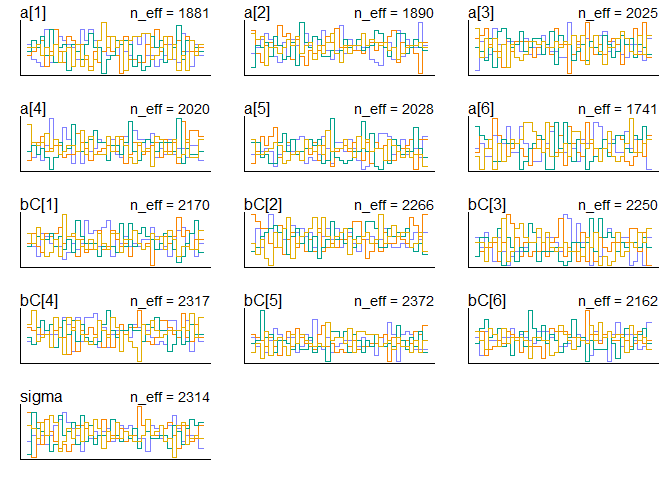 a[1] n_eff = 1881 a[2] n_eff = 1890 a[3] n_eff = 2025
a[4] n_eff = 2020 a[5] n_eff = 2028 a[6] n_eff = 1741
bC[1] n_eff = 2170 bC[2] n_eff = 2266 bC[3] n_eff = 2250
bC[4] n_eff = 2317 bC[5] n_eff = 2372 bC[6] n_eff = 2162
sigma n_eff = 2314